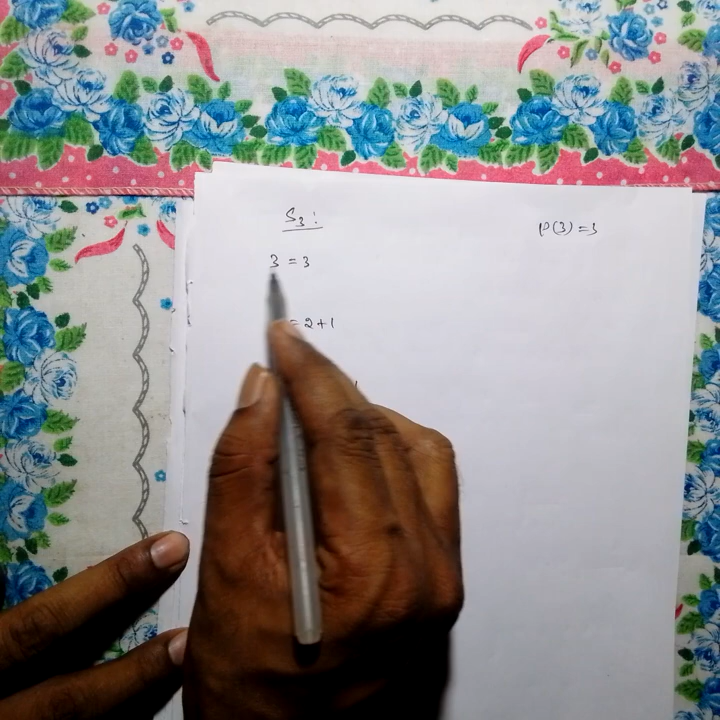 S₃ :
P(3) = 3
3 = 3
= 2 + 1